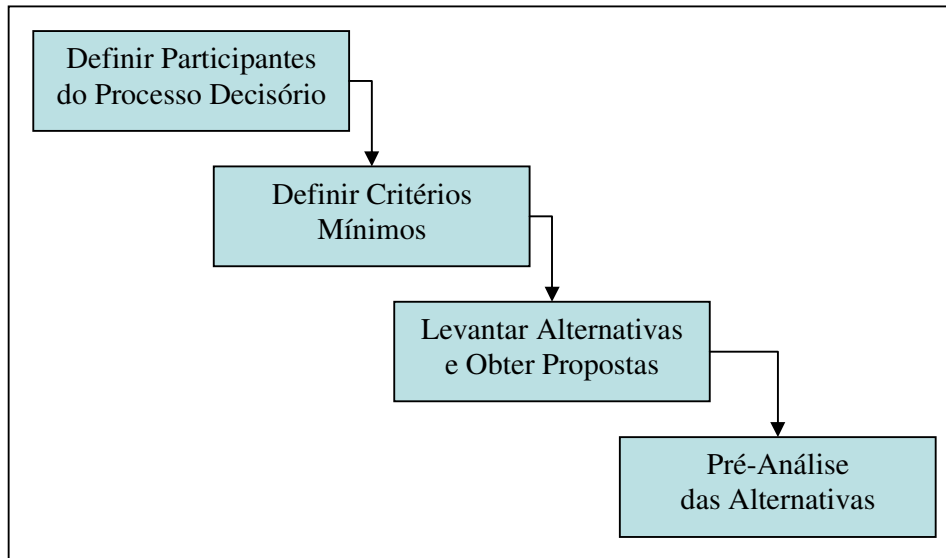 Definir Participantes
do Processo Decisório
Definir Critérios
Mínimos
Levantar Alternativas
e Obter Propostas
Pré-Análise
das Alternativas